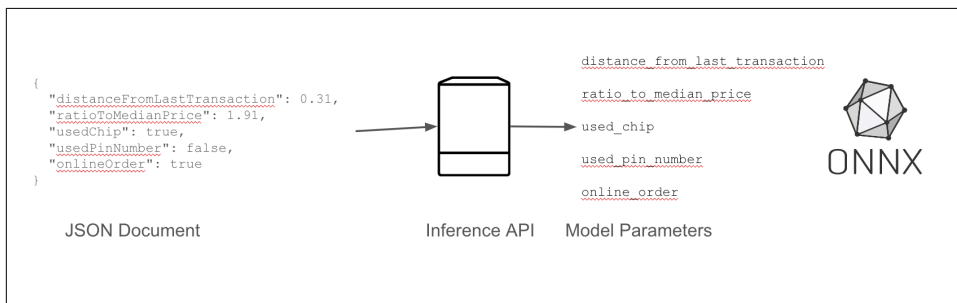 {
"distanceFromLastTransaction": 0.31,
"ratioToMedianPrice": 1.91,
"usedChip": true,
"usedPinNumber": false,
"onlineOrder": true
}
JSON Document
Inference API
distance_from_last_transaction
ratio_to_median_price
used_chip
used_pin_number
online_order
Model Parameters
ONNX